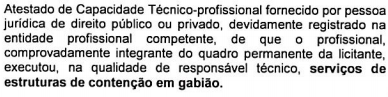 Atestado de Capacidade Técnico-profissional fornecido por pessoa
jurídica de direito público ou privado, devidamente registrado na
entidade profissional competente, de que o profissional,
comprovadamente integrante do quadro permanente da licitante,
executou, na qualidade de responsável técnico, serviços de
estruturas de contenção em gabião.